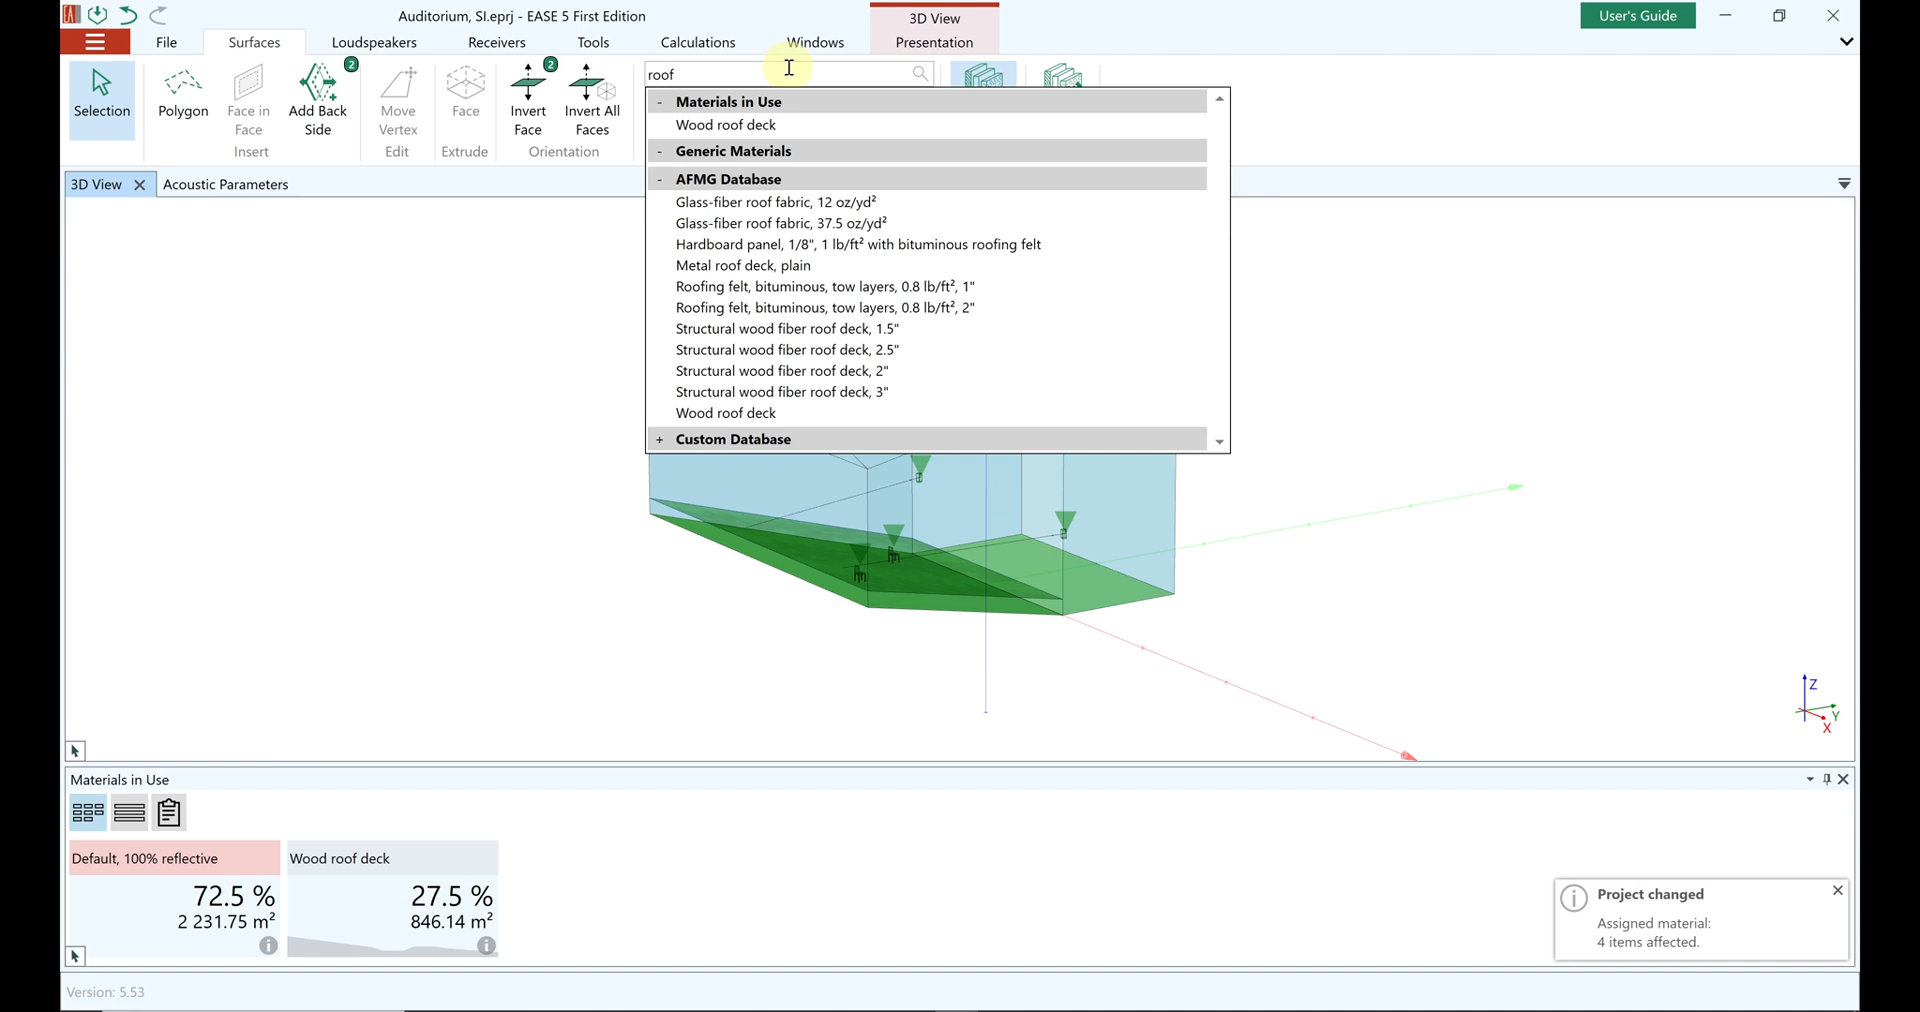 Auditorium, SI.eprj - EASE 5 First Edition
3D View
User's Guide
File
Surfaces
Loudspeakers
Receivers
Tools
Calculations
Windows
Presentation
Selection
Polygon
Face in
Face
Insert
2
Add Back
Side
Move
Vertex
Edit
Face
Extrude
2
Invert
Face
Invert All
Faces
Orientation
roof
- Materials in Use
Wood roof deck
- Generic Materials
- AFMG Database
Glass-fiber roof fabric, 12 oz/yd²
Glass-fiber roof fabric, 37.5 oz/yd²
Hardboard panel, 1/8", 1 lb/ft² with bituminous roofing felt
Metal roof deck, plain
Roofing felt, bituminous, tow layers, 0.8 lb/ft², 1"
Roofing felt, bituminous, tow layers, 0.8 lb/ft², 2"
Structural wood fiber roof deck, 1.5"
Structural wood fiber roof deck, 2.5"
Structural wood fiber roof deck, 2"
Structural wood fiber roof deck, 3"
Wood roof deck
+ Custom Database
3D View
Acoustic Parameters
Z
Y
X
Materials in Use
Default, 100% reflective
72.5 %
2 231.75 m²
Wood roof deck
27.5 %
846.14 m²
Project changed
Assigned material:
4 items affected.
Version: 5.53